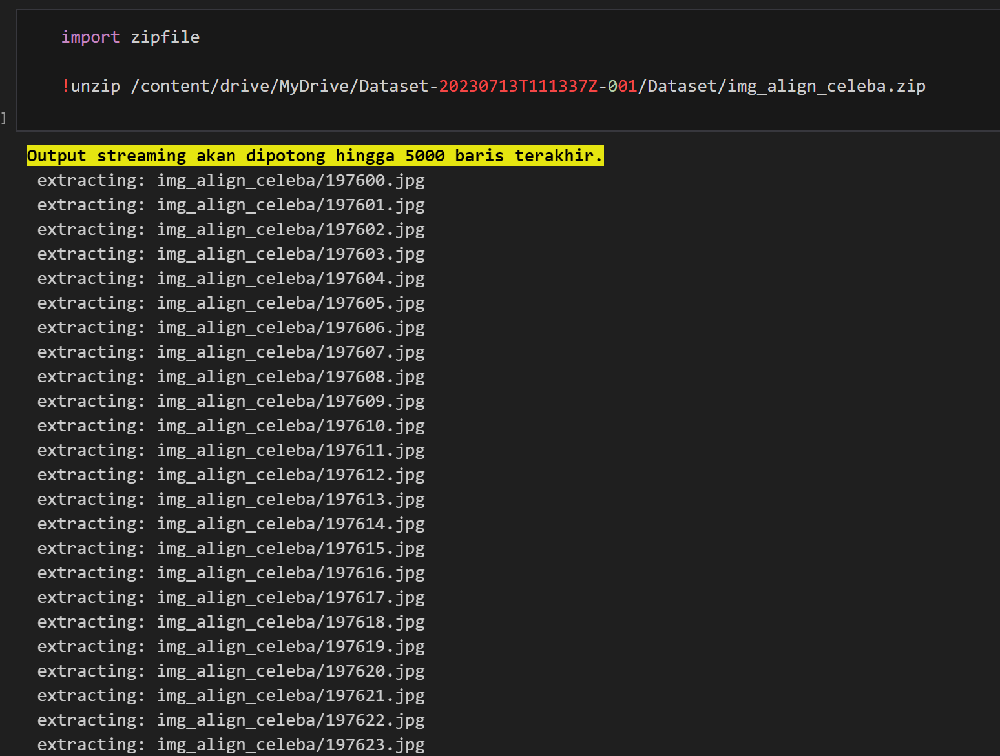 import zipfile
!unzip /content/drive/MyDrive/Dataset-20230713T111337Z-001/Dataset/img_align_celeba.zip
]
Output streaming akan dipotong hingga 5000 baris terakhir.
extracting: img_align_celeba/197600.jpg
extracting: img_align_celeba/197601.jpg
extracting: img_align_celeba/197602.jpg
extracting: img_align_celeba/197603.jpg
extracting: img_align_celeba/197604.jpg
extracting: img_align_celeba/197605.jpg
extracting: img_align_celeba/197606.jpg
extracting: img_align_celeba/197607.jpg
extracting: img_align_celeba/197608.jpg
extracting: img_align_celeba/197609.jpg
extracting: img_align_celeba/197610.jpg
extracting: img_align_celeba/197611.jpg
extracting: img_align_celeba/197612.jpg
extracting: img_align_celeba/197613.jpg
extracting: img_align_celeba/197614.jpg
extracting: img_align_celeba/197615.jpg
extracting: img_align_celeba/197616.jpg
extracting: img_align_celeba/197617.jpg
extracting: img_align_celeba/197618.jpg
extracting: img_align_celeba/197619.jpg
extracting: img_align_celeba/197620.jpg
extracting: img_align_celeba/197621.jpg
extracting: img_align_celeba/197622.jpg
extracting: img_align_celeba/197623.jpg